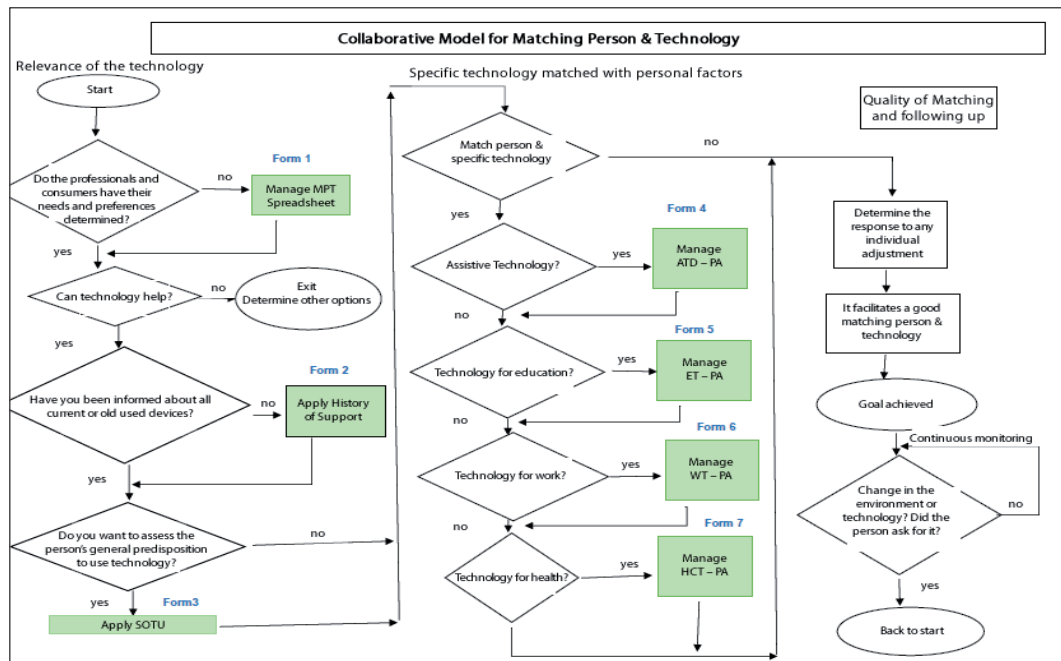 Collaborative Model for Matching Person & Technology
Relevance of the technology
Start
Do the professionals and
consumers have their
needs and preferences
determined?
no
Form 1
Manage MPT
Spreadsheet
yes
Can technology help?
no
Exit
Determine other options
yes
Have you been informed about all
current or old used devices?
no
Form 2
Apply History
of Support
yes
Do you want to assess the
person's general predisposition
to use technology?
no
yes
Form3
Apply SOTU
Specific technology matched with personal factors
Match person &
specific technology
no
yes
Assistive Technology?
yes
Form 4
Manage
ATD – PA
no
Technology for education?
yes
Form 5
Manage
ET – PA
no
Technology for work?
yes
Form 6
Manage
WT – PA
no
Technology for health?
yes
Form 7
Manage
HCT – PA
Quality of Matching
and following up
Determine the
response to any
individual
adjustment
It facilitates a good
matching person &
technology
Goal achieved
Continuous monitoring
Change in the
environment or
technology? Did the
person ask for it?
no
yes
Back to start